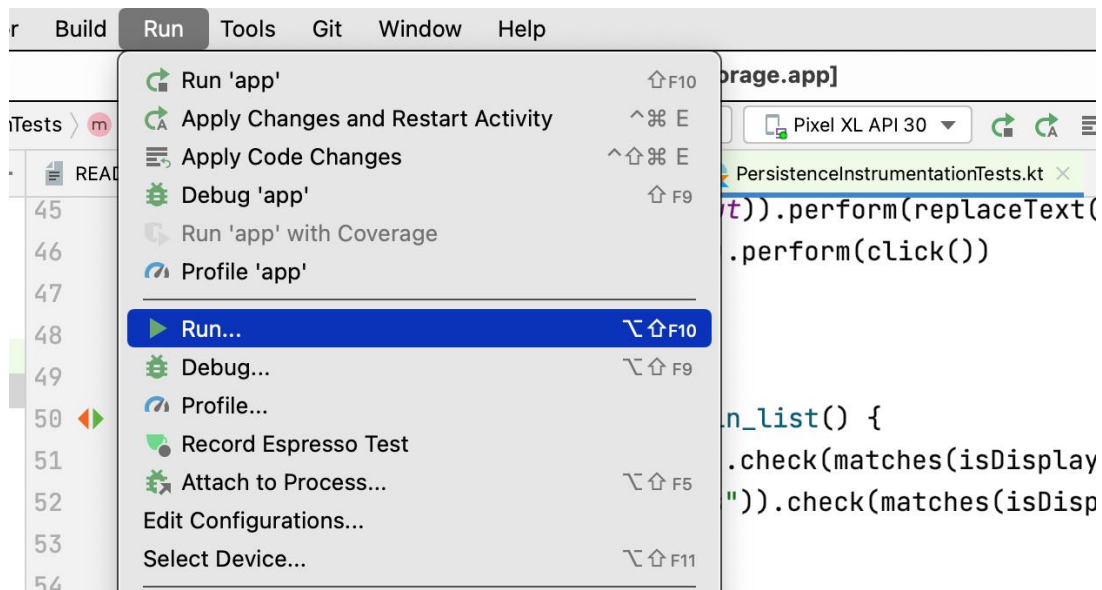 r Build Run Tools Git Window Help
Run 'app' ⇧F10
orage.app]
Apply Changes and Restart Activity ^⌘ E
nTests 〉 m
Pixel XL API 30
Apply Code Changes ^⇧⌘ E
READ
PersistenceInstrumentationTests.kt ×
Debug 'app' ⇧F9
45 t)).perform(replaceText(
Run 'app' with Coverage
46 .perform(click())
Profile 'app'
47
Run... ⌥⇧F10
48
Debug... ⌥⇧F9
49
Profile...
50 n_list() {
Record Espresso Test
51 .check(matches(isDisplay
Attach to Process... ⌥⇧F5
52 ")).check(matches(isDisp
Edit Configurations...
53
Select Device... ⌥⇧F11
54